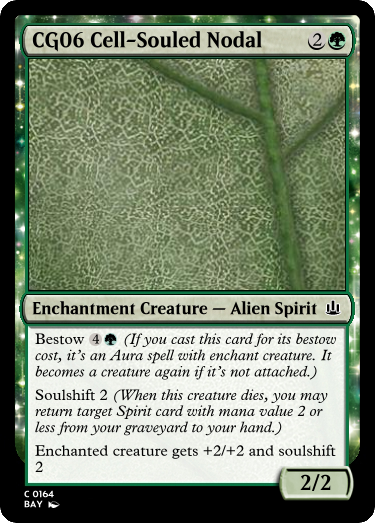 CG06 Cell-Souled Nodal 2
Enchantment Creature — Alien Spirit
Bestow 4 (If you cast this card for its bestow
cost, it's an Aura spell with enchant creature. It
becomes a creature again if it's not attached.)
Soulshift 2 (When this creature dies, you may
return target Spirit card with mana value 2 or
less from your graveyard to your hand.)
Enchanted creature gets +2/+2 and soulshift
2
2/2
C 0164
BAY